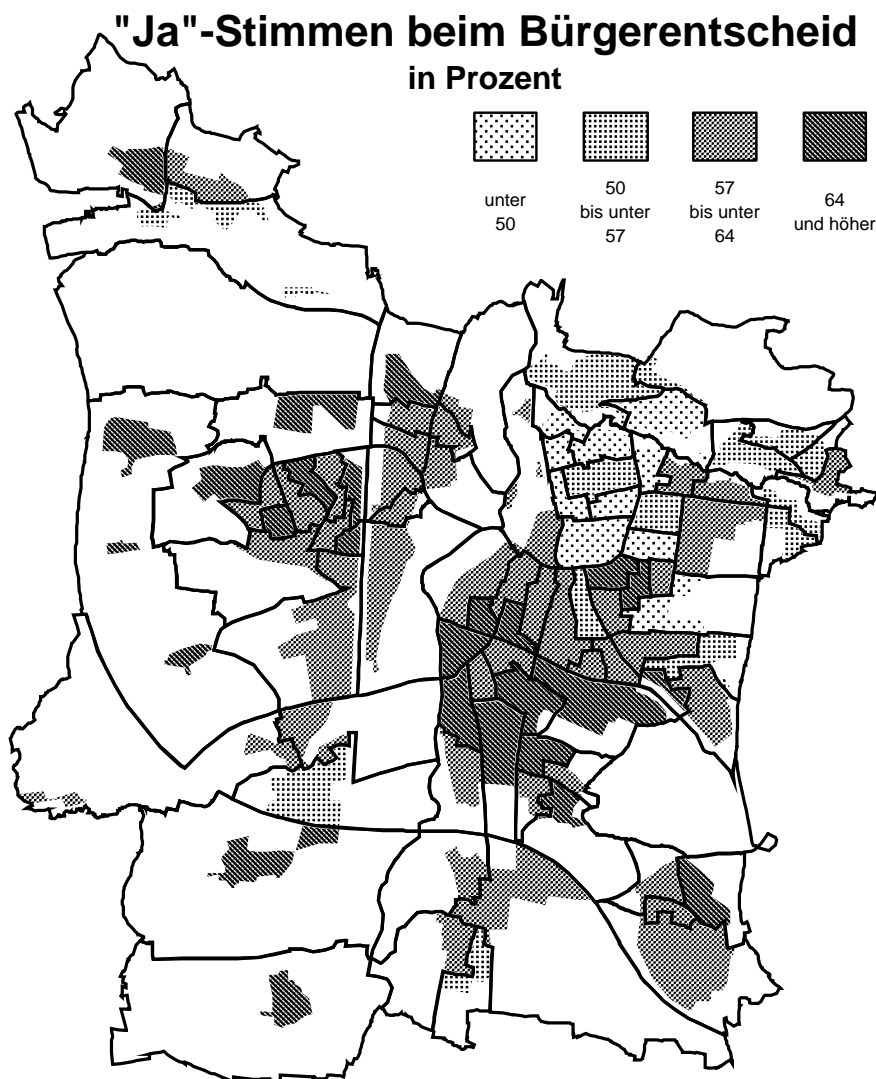 "Ja"-Stimmen beim Bürgerentscheid
in Prozent
unter
50
50
bis unter
57
57
bis unter
64
64
und höher